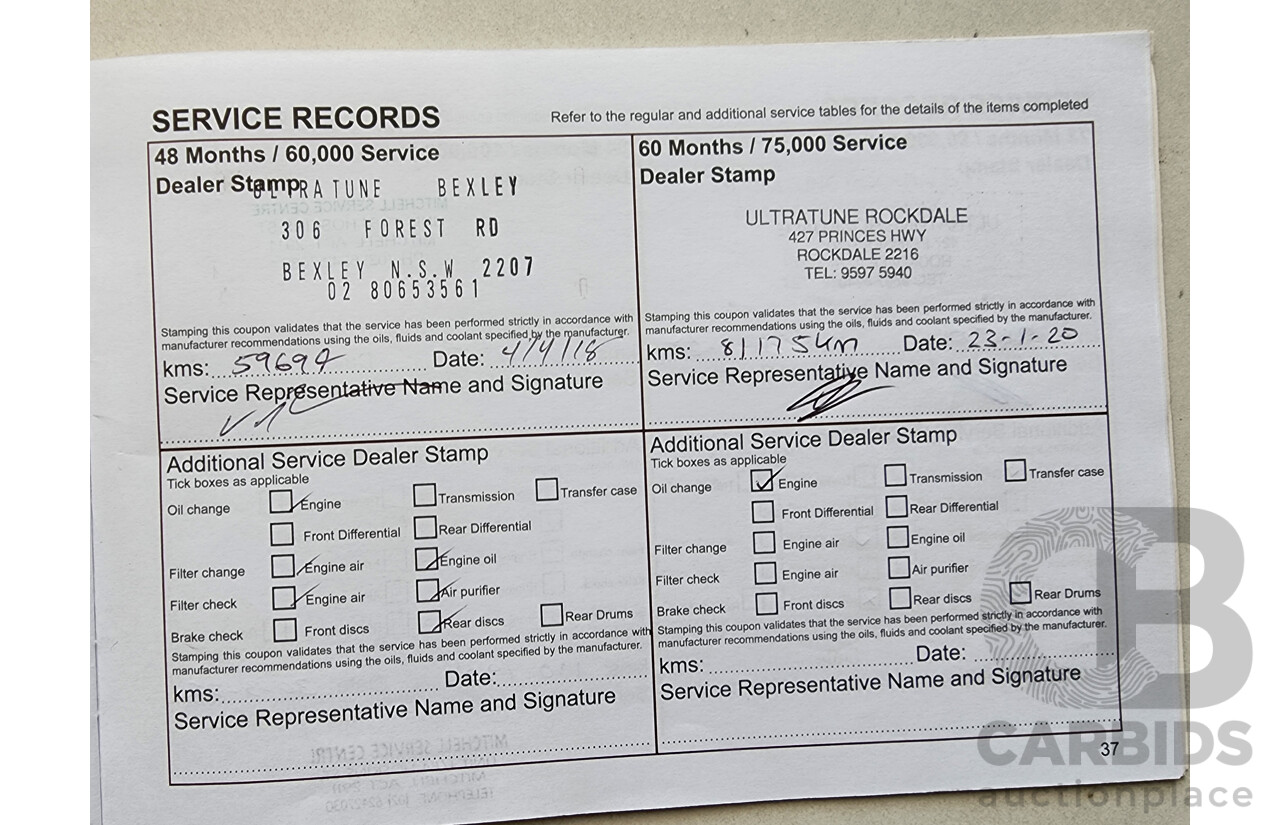 SERVICE RECORDS
Refer to the regular and additional service tables for the details of the items completed
48 Months / 60,000 Service
Dealer Stamp
ULTRA TUNE BEXLEY
306 FOREST RD
BEXLEY N.S.W 2207
02 80653561
Stamping this coupon validates that the service has been performed strictly in accordance with
manufacturer recommendations using the oils, fluids and coolant specified by the manufacturer.
kms: 59694 Date: 4/4/18
Service Representative Name and Signature
Additional Service Dealer Stamp
Tick boxes as applicable
Oil change Engine Transmission Transfer case
Front Differential Rear Differential
Filter change Engine air Engine oil
Filter check Engine air Air purifier
Brake check Front discs Rear discs Rear Drums
Stamping this coupon validates that the service has been performed strictly in accordance with
manufacturer recommendations using the oils, fluids and coolant specified by the manufacturer.
kms: Date:
Service Representative Name and Signature
60 Months / 75,000 Service
Dealer Stamp
ULTRATUNE ROCKDALE
427 PRINCES HWY
ROCKDALE 2216
TEL: 9597 5940
Stamping this coupon validates that the service has been performed strictly in accordance with
manufacturer recommendations using the oils, fluids and coolant specified by the manufacturer.
kms: 81175km Date: 23-1-20
Service Representative Name and Signature
Additional Service Dealer Stamp
Tick boxes as applicable
Oil change Engine Transmission Transfer case
Front Differential Rear Differential
Filter change Engine air Engine oil
Filter check Engine air Air purifier
Brake check Front discs Rear discs Rear Drums
Stamping this coupon validates that the service has been performed strictly in accordance with
manufacturer recommendations using the oils, fluids and coolant specified by the manufacturer.
kms: Date:
Service Representative Name and Signature
37
CB
CARBIDS
auctionplace